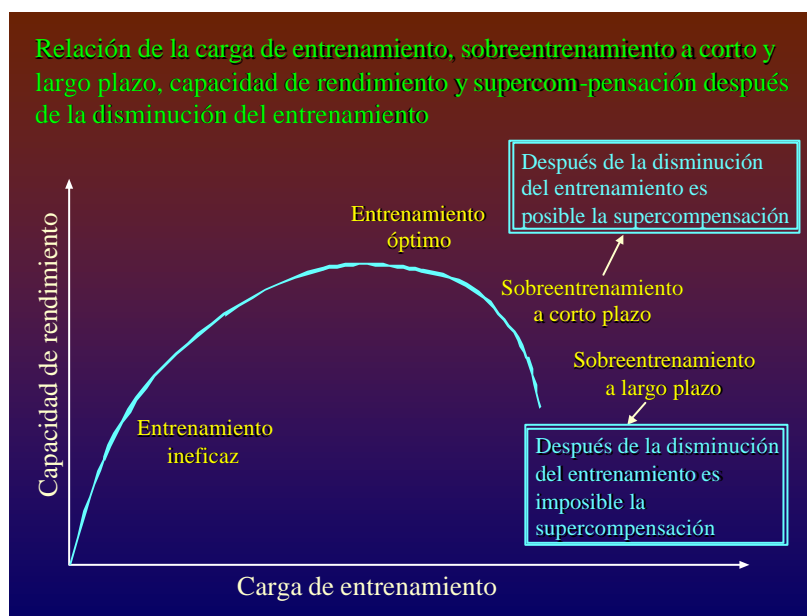 Relación de la carga de entrenamiento, sobreentrenamiento a corto y
largo plazo, capacidad de rendimiento y supercom-pensación después
de la disminución del entrenamiento
Después de la disminución
del entrenamiento es
posible la supercompensación
Entrenamiento
óptimo
Sobreentrenamiento
a corto plazo
Sobreentrenamiento
a largo plazo
Capacidad de rendimiento
Entrenamiento
ineficaz
Después de la disminución
del entrenamiento es
imposible la
supercompensación
Carga de entrenamiento